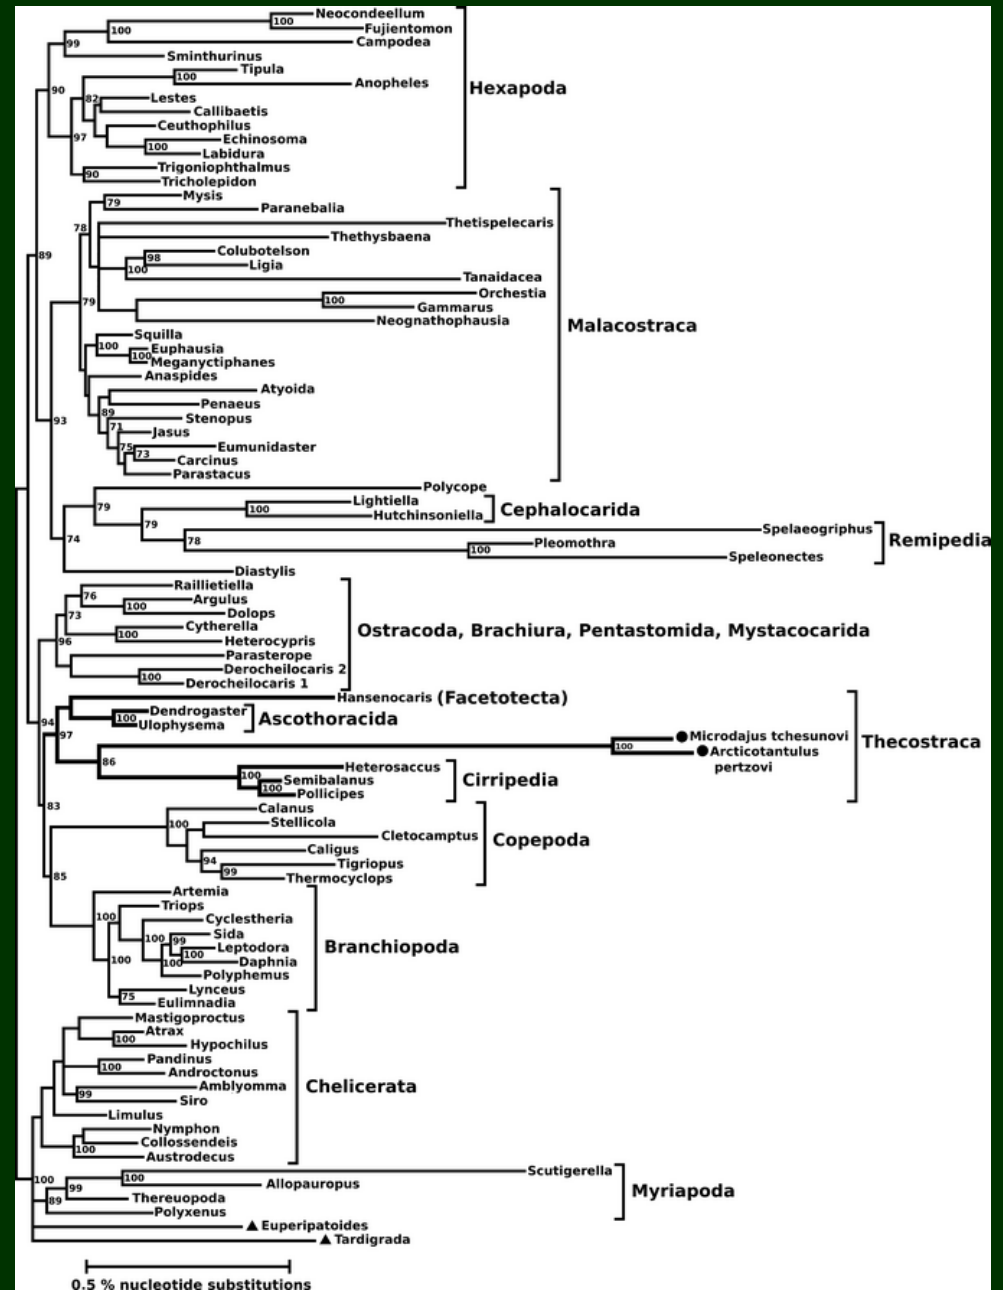 Neocondeellum
100
Fujientomon
100
Campodea
99
Sminthurinus
Tipula
100
Anopheles
Hexapoda
90
82
Lestes
Callibaetis
Ceuthophilus
97
Echinosoma
100
Labidura
Trigoniophthalmus
90
Tricholepidon
Mysis
79
Paranebalia
Thetispelecaris
78
Thethysbaena
Colubotelson
89
98
Ligia
100
Tanaidacea
Orchestia
79
100
Gammarus
Neognathophausia
Malacostraca
Squilla
100
Euphausia
100
Meganyctiphanes
Anaspides
Atyoida
Penaeus
89
Stenopus
93
71
Jasus
75
Eumunidaster
73
Carcinus
Parastacus
Polycope
Lightiella
79
100
Cephalocarida
Hutchinsoniella
79
Spelaeogriphus
74
78
Pleomothra
Remipedia
100
Speleonectes
Diastylis
Raillietiella
76
Argulus
100
73
Dolops
Cytherella
100
Ostracoda, Brachiura, Pentastomida, Mystacocarida
96
Heterocypris
Parasterope
Derocheilocaris 2
100
Derocheilocaris 1
Hansenocaris (Facetotecta)
Dendrogaster
94
100
Ascothoracida
Ulophysema
97
Microdajus tchesunovi
Thecostraca
100
Arcticotantulus
pertzovi
86
Heterosaccus
100
Semibalanus
Cirripedia
100
Pollicipes
83
Calanus
100
Stellicola
Cletocamptus
Copepoda
Caligus
94
Tigriopus
99
Thermocyclops
85
Artemia
Triops
100
Cyclestheria
Sida
100
99
Leptodora
Branchiopoda
100
100
100
Daphnia
Polyphemus
Lynceus
75
Eulimnadia
Mastigoproctus
Atrax
100
Hypochilus
Pandinus
100
Androctonus
Amblyomma
Chelicerata
99
Siro
Limulus
Nymphon
Collossendeis
100
Austrodecus
Scutigerella
100
100
99
Allopauropus
Myriapoda
89
Thereuopoda
Polyxenus
Euperipatoides
Tardigrada
0.5 % nucleotide substitutions